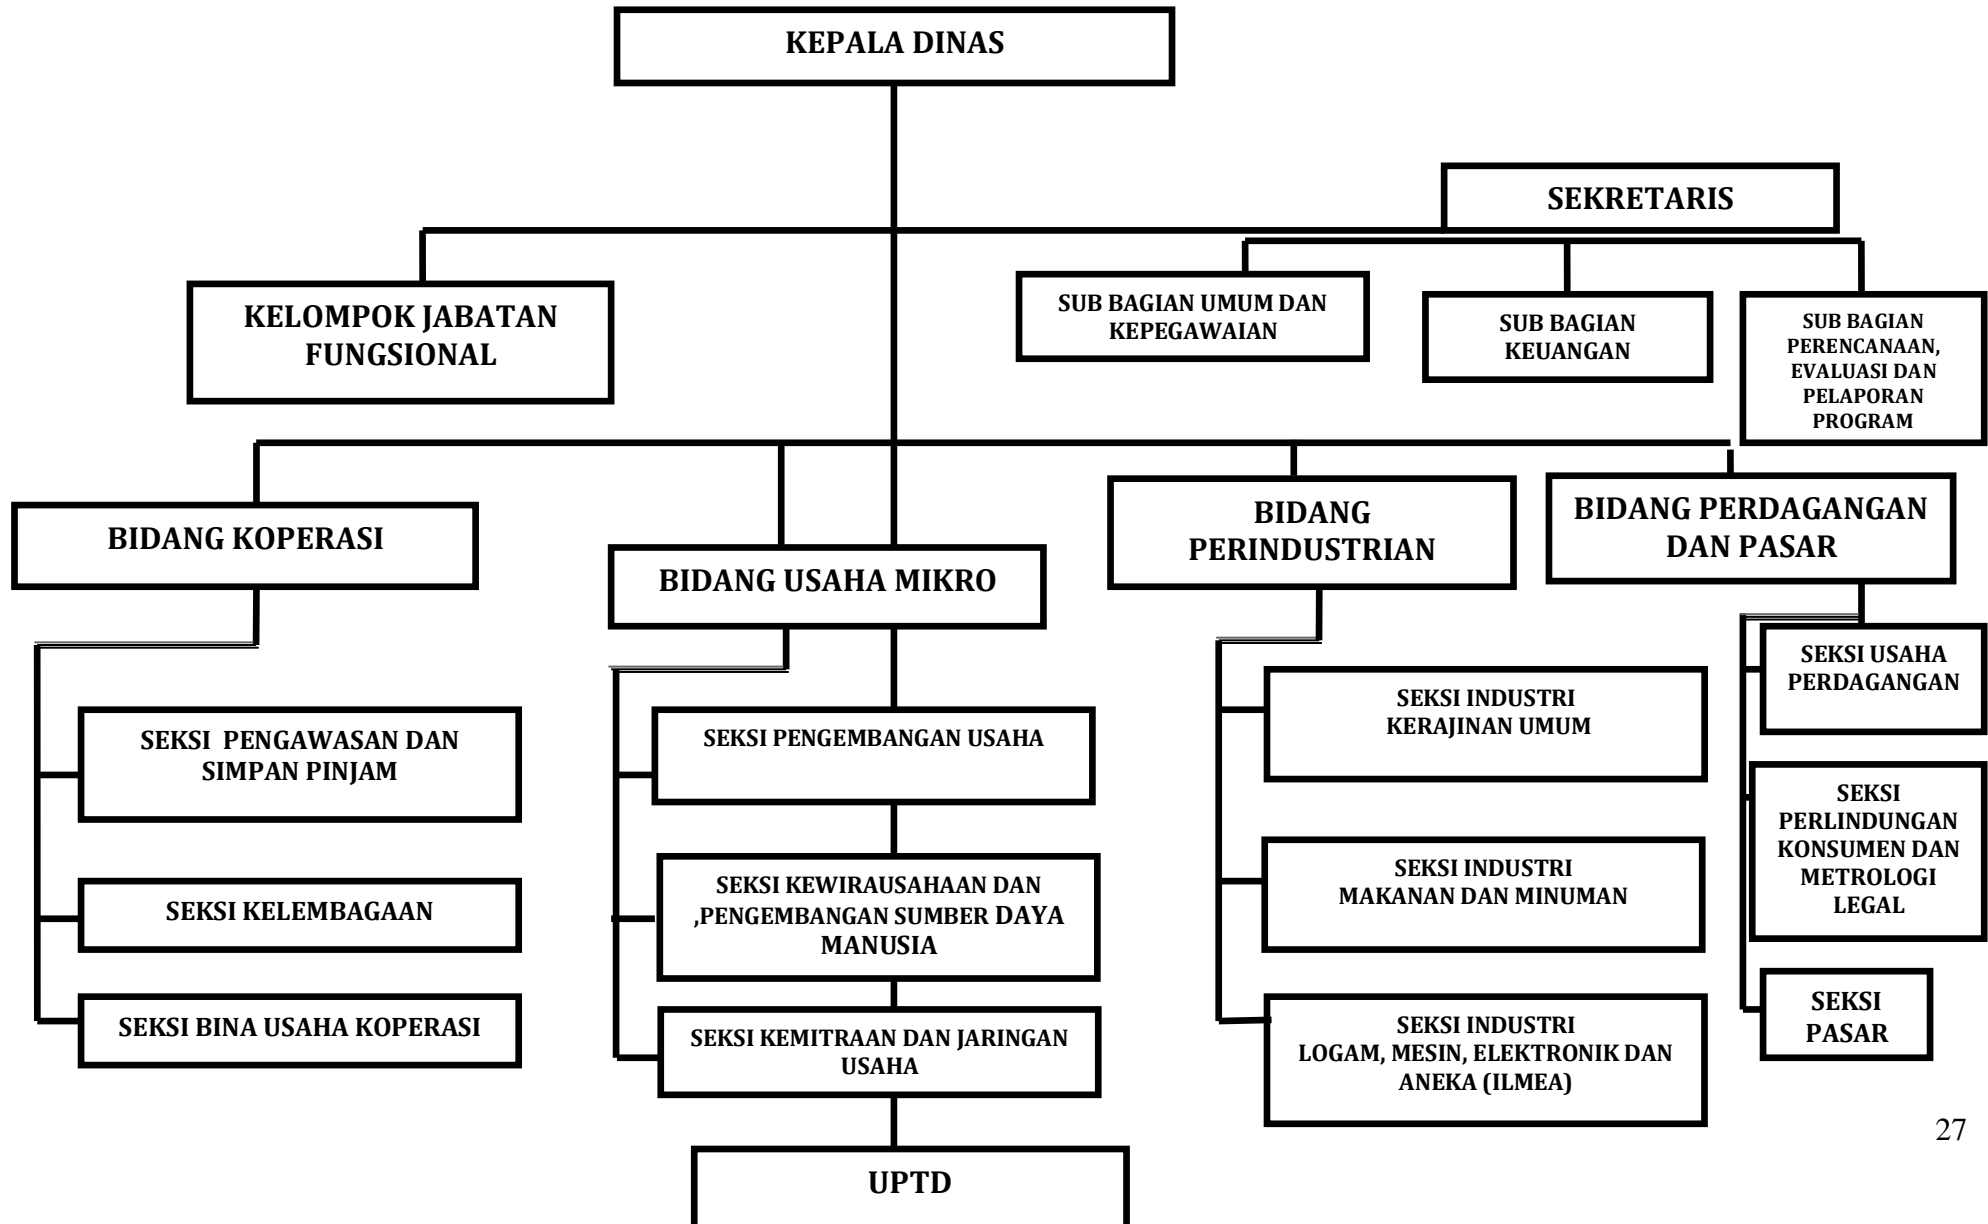 KEPALA DINAS
SEKRETARIS
KELOMPOK JABATAN
FUNGSIONAL
SUB BAGIAN UMUM DAN
KEPEGAWAIAN
SUB BAGIAN
KEUANGAN
SUB BAGIAN
PERENCANAAN,
EVALUASI DAN
PELAPORAN
PROGRAM
BIDANG KOPERASI
BIDANG USAHA MIKRO
BIDANG
PERINDUSTRIAN
BIDANG PERDAGANGAN
DAN PASAR
SEKSI  PENGAWASAN DAN
SIMPAN PINJAM
SEKSI KELEMBAGAAN
SEKSI BINA USAHA KOPERASI
SEKSI PENGEMBANGAN USAHA
SEKSI KEWIRAUSAHAAN DAN
,PENGEMBANGAN SUMBER DAYA
MANUSIA
SEKSI KEMITRAAN DAN JARINGAN
USAHA
SEKSI INDUSTRI
KERAJINAN UMUM
SEKSI INDUSTRI
MAKANAN DAN MINUMAN
SEKSI INDUSTRI
LOGAM, MESIN, ELEKTRONIK DAN
ANEKA (ILMEA)
SEKSI USAHA
PERDAGANGAN
SEKSI
PERLINDUNGAN
KONSUMEN DAN
METROLOGI
LEGAL
SEKSI
PASAR
UPTD
27